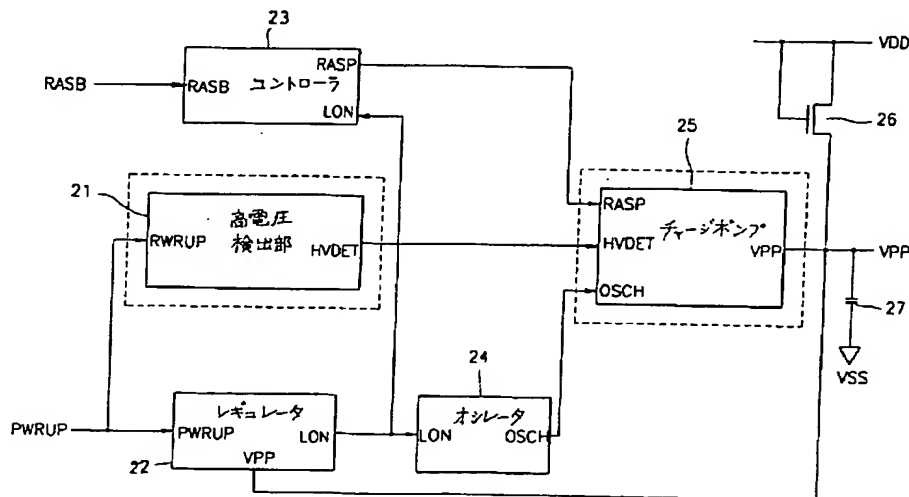 23
RASB
RASB
コントローラ
RASP
LON
VDD
26
25
21
高電圧
検出部
RWRUP
HVDET
RASP
チャージポンプ
HVDET
VPP
OSCH
VPP
27
VSS
24
PWRUP
レギュレータ
PWRUP
LON
VPP
22
オシレータ
LON
OSCH